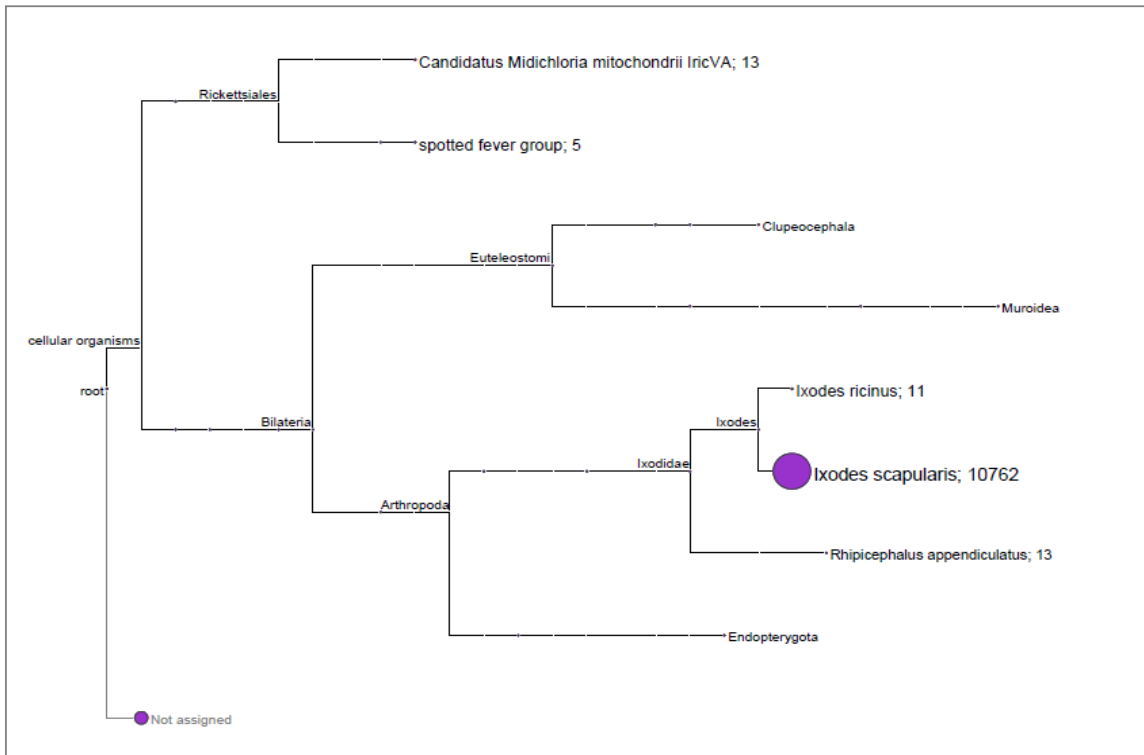 Candidatus Midichloria mitochondrii IricVA; 13
Rickettsiales
spotted fever group; 5
Clupeocephala
Euteleostomi
Muroidea
cellular organisms
root
Ixodes ricinus; 11
Bilateria
Ixodes
Ixodidae
Ixodes scapularis; 10762
Arthropoda
Rhipicephalus appendiculatus; 13
Endopterygota
Not assigned